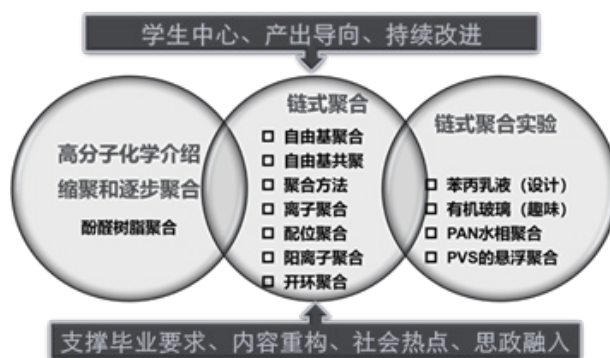 学生中心、产出导向、持续改进
高分子化学介绍
缩聚和逐步聚合
酚醛树脂聚合
链式聚合
自由基聚合
自由基共聚
聚合方法
离子聚合
配位聚合
阳离子聚合
开环聚合
链式聚合实验
苯丙乳液（设计）
有机玻璃（趣味）
PAN水相聚合
PVS的悬浮聚合
支撑毕业要求、内容重构、社会热点、思政融入